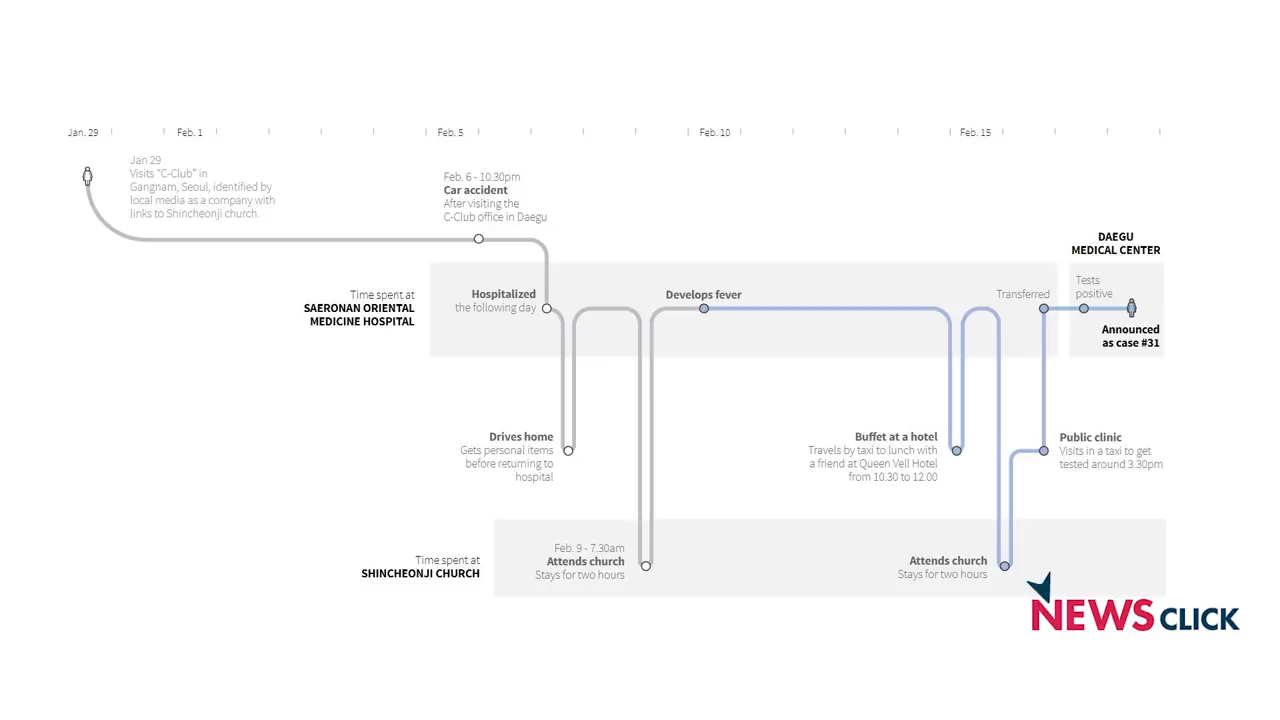 Jan. 29
Feb. 1
Feb. 5
Feb. 10
Feb. 15
Jan 29
Visits "C-Club" in
Gangnam, Seoul, identified by
local media as a company with
links to Shincheonji church.
Feb. 6 - 10.30pm
Car accident
After visiting the
C-Club office in Daegu
DAEGU
MEDICAL CENTER
Time spent at
SAERONAN ORIENTAL
MEDICINE HOSPITAL
Hospitalized
the following day
Develops fever
Transferred
Tests
positive
Announced
as case #31
Drives home
Gets personal items
before returning to
hospital
Buffet at a hotel
Travels by taxi to lunch with
a friend at Queen Vell Hotel
from 10.30 to 12.00
Public clinic
Visits in a taxi to get
tested around 3.30pm
Time spent at
SHINCHEONJI CHURCH
Feb. 9 - 7.30am
Attends church
Stays for two hours
Attends church
Stays for two hours
NEWSCLICK